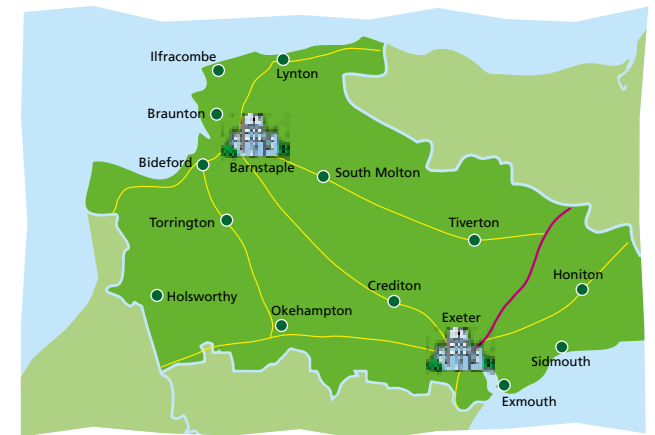 Ilfracombe
Lynton
Braunton
Bideford
Barnstaple
South Molton
Torrington
Tiverton
Holsworthy
Crediton
Honiton
Okehampton
Exeter
Sidmouth
Exmouth